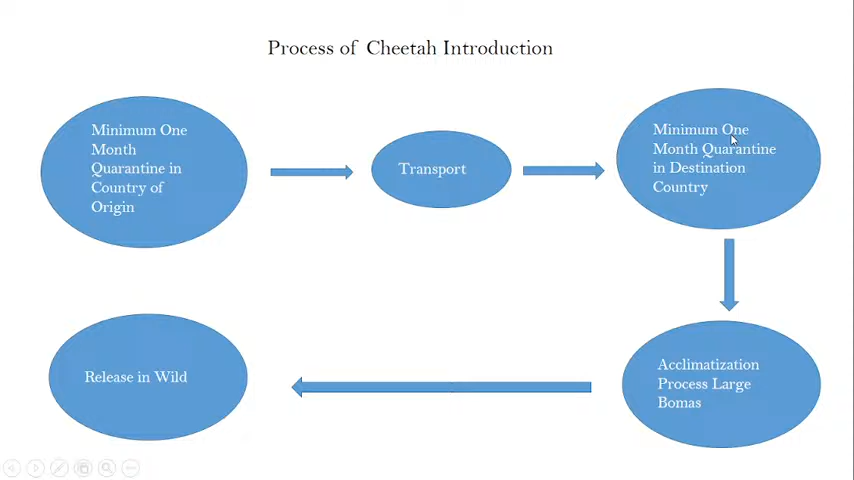 Process of Cheetah Introduction
Minimum One
Month
Quarantine in
Country of
Origin
Transport
Minimum One
Month Quarantine
in Destination
Country
Acclimatization
Process Large
Bomas
Release in Wild